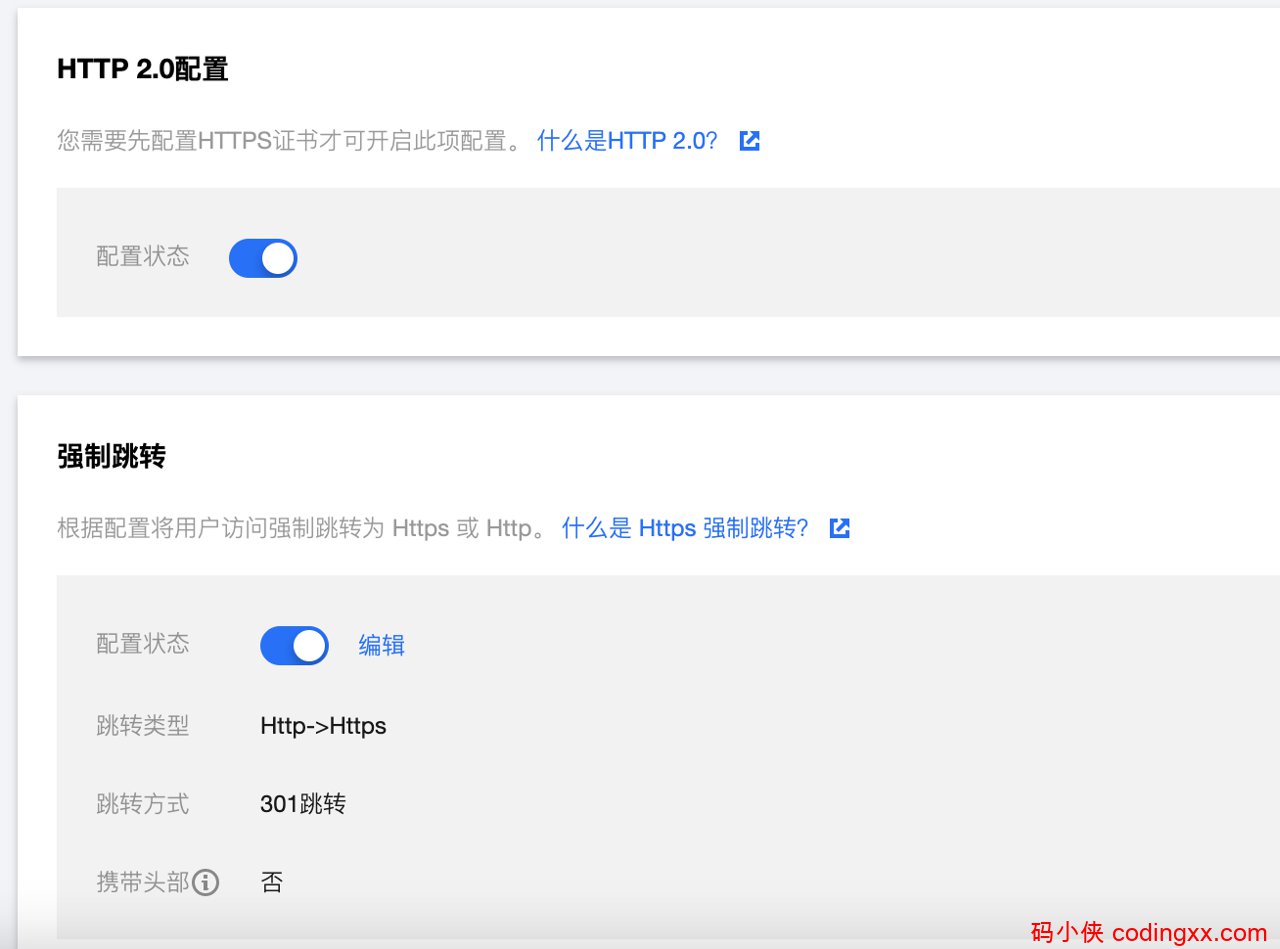 HTTP 2.0配置
您需要先配置HTTPS证书才可开启此项配置。 什么是HTTP 2.0?
配置状态
强制跳转
根据配置将用户访问强制跳转为 Https 或 Http。 什么是 Https 强制跳转?
配置状态 编辑
跳转类型 Http->Https
跳转方式 301跳转
携带头部 否
码小侠 codingxx.com